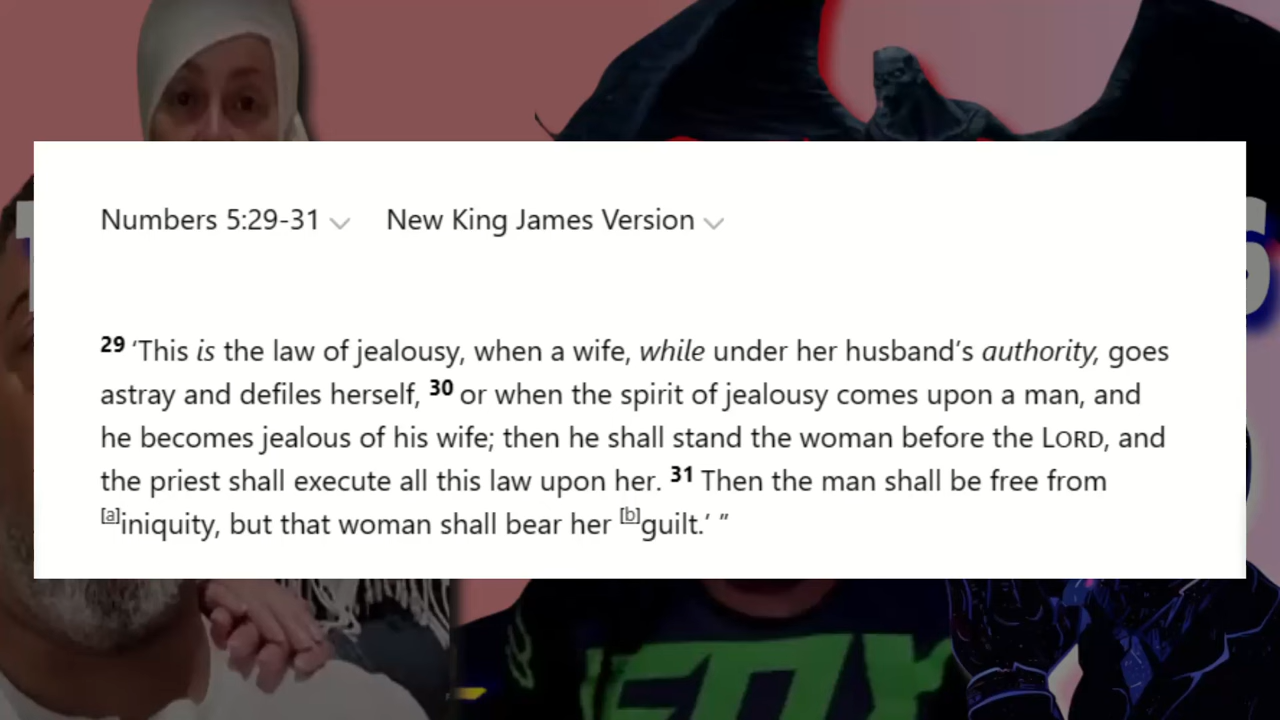 Numbers 5:29-31 New King James Version
29 ‘This is the law of jealousy, when a wife, while under her husband’s authority, goes
astray and defiles herself, 30 or when the spirit of jealousy comes upon a man, and
he becomes jealous of his wife; then he shall stand the woman before the LORD, and
the priest shall execute all this law upon her. 31 Then the man shall be free from
[a]iniquity, but that woman shall bear her [b]guilt.’ ”
FOX